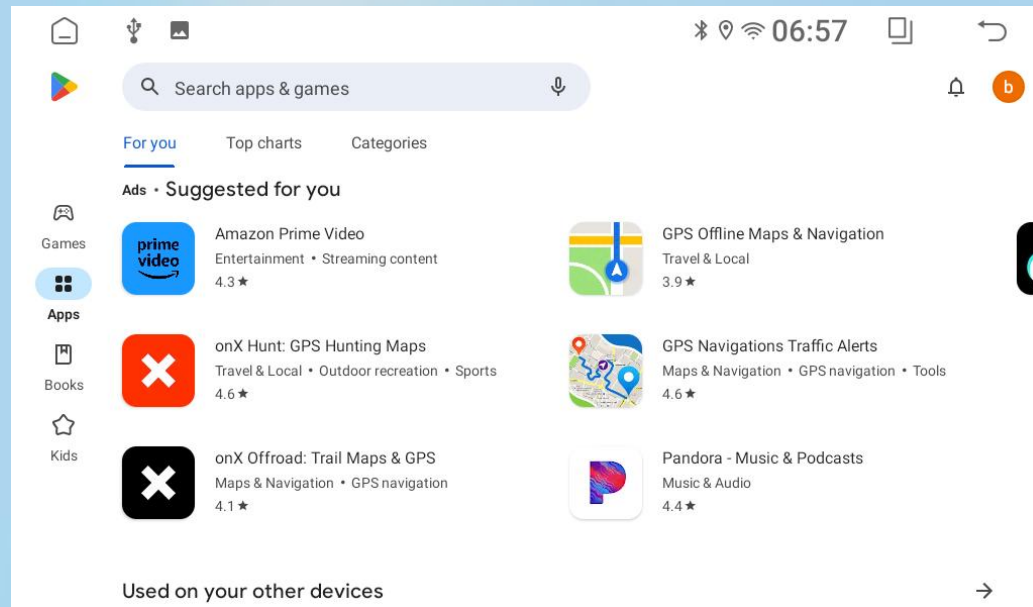 06:57
Search apps & games
b
For you Top charts Categories
Ads • Suggested for you
Games
Apps
Books
Kids
prime video
Amazon Prime Video
Entertainment • Streaming content
4.3 ★
GPS Offline Maps & Navigation
Travel & Local
3.9 ★
onX Hunt: GPS Hunting Maps
Travel & Local • Outdoor recreation • Sports
4.6 ★
GPS Navigations Traffic Alerts
Maps & Navigation • GPS navigation • Tools
4.6 ★
onX Offroad: Trail Maps & GPS
Maps & Navigation • GPS navigation
4.1 ★
Pandora - Music & Podcasts
Music & Audio
4.4 ★
Used on your other devices